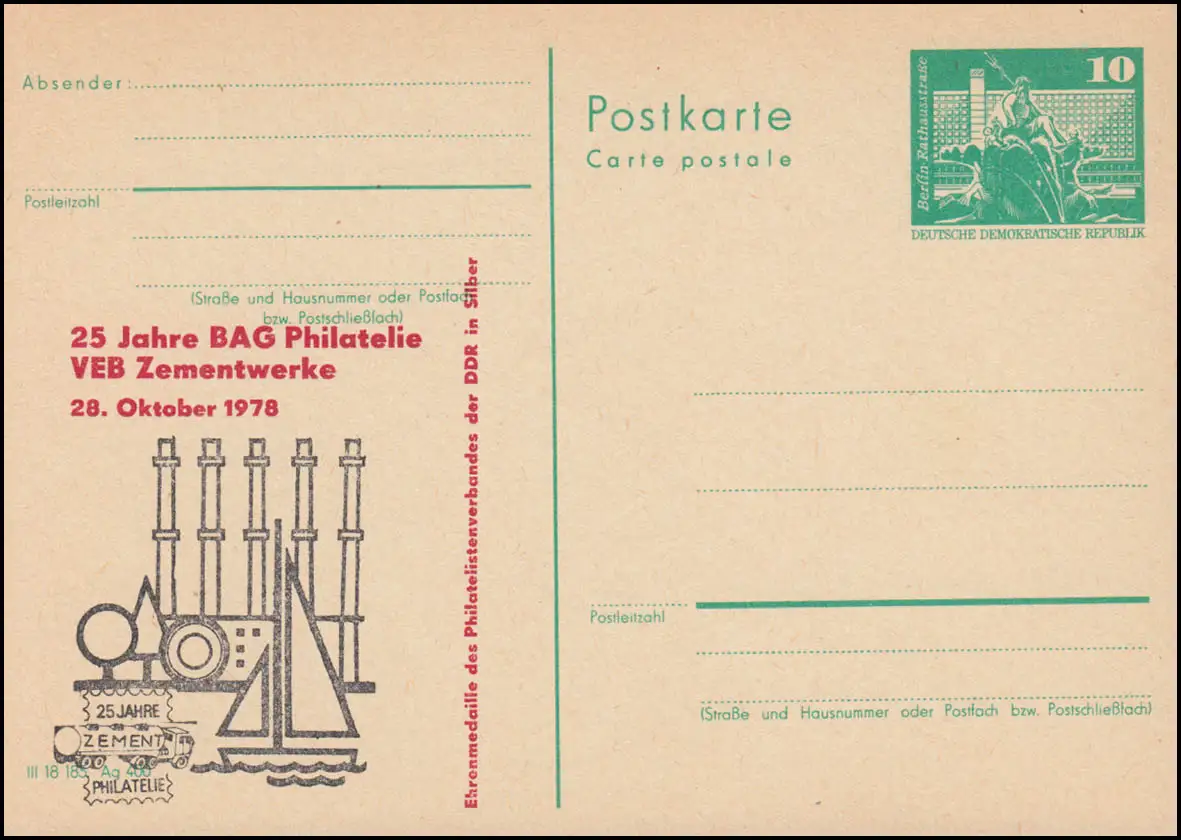 Absender:
Postleitzahl
(Straße und Hausnummer oder Postfach
bzw. Postschließfach)
25 Jahre BAG Philatelie
VEB Zementwerke
28. Oktober 1978
Ehrenmedaille des Philatelistenverbandes der DDR in Silber
25 JAHRE
ZEMENT
PHILATELIE
III 18 185 Ag 400
Postkarte
Carte postale
10
Berlin-Rathausstraße
DEUTSCHE DEMOKRATISCHE REPUBLIK
Postleitzahl
(Straße und Hausnummer oder Postfach bzw. Postschließfach)